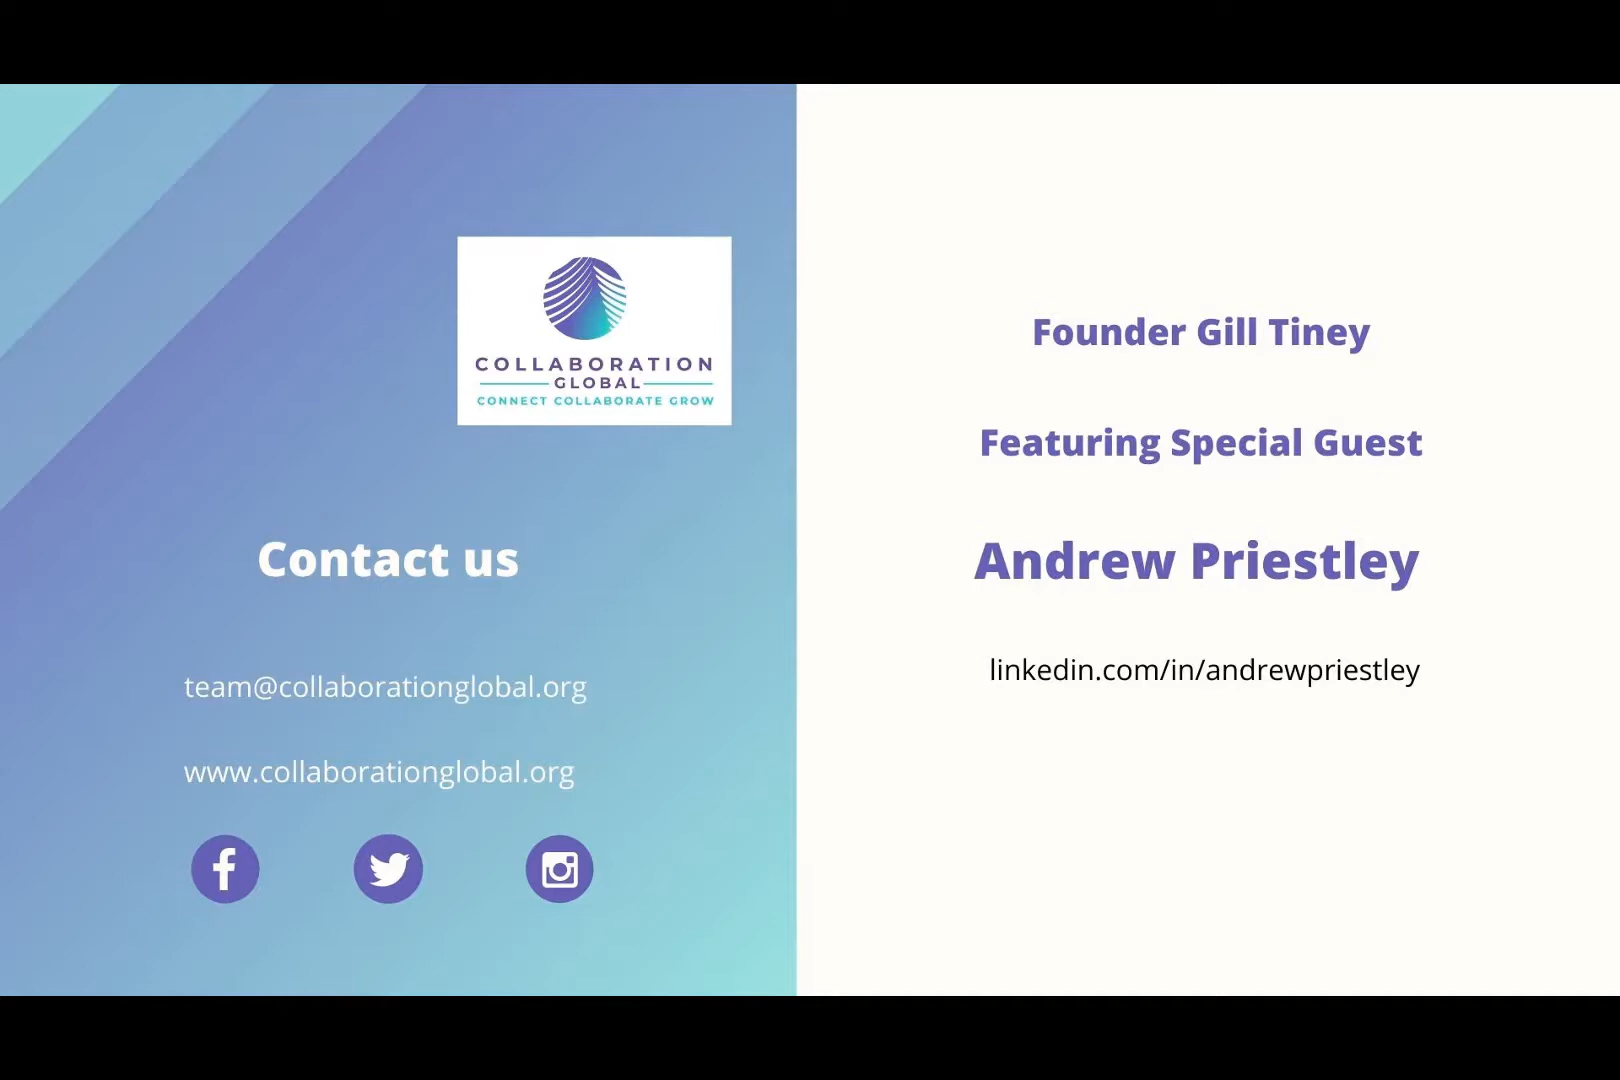 COLLABORATION
GLOBAL
CONNECT COLLABORATE GROW
Contact us
team@collaborationglobal.org
www.collaborationglobal.org
Founder Gill Tiney
Featuring Special Guest
Andrew Priestley
linkedin.com/in/andrewpriestley